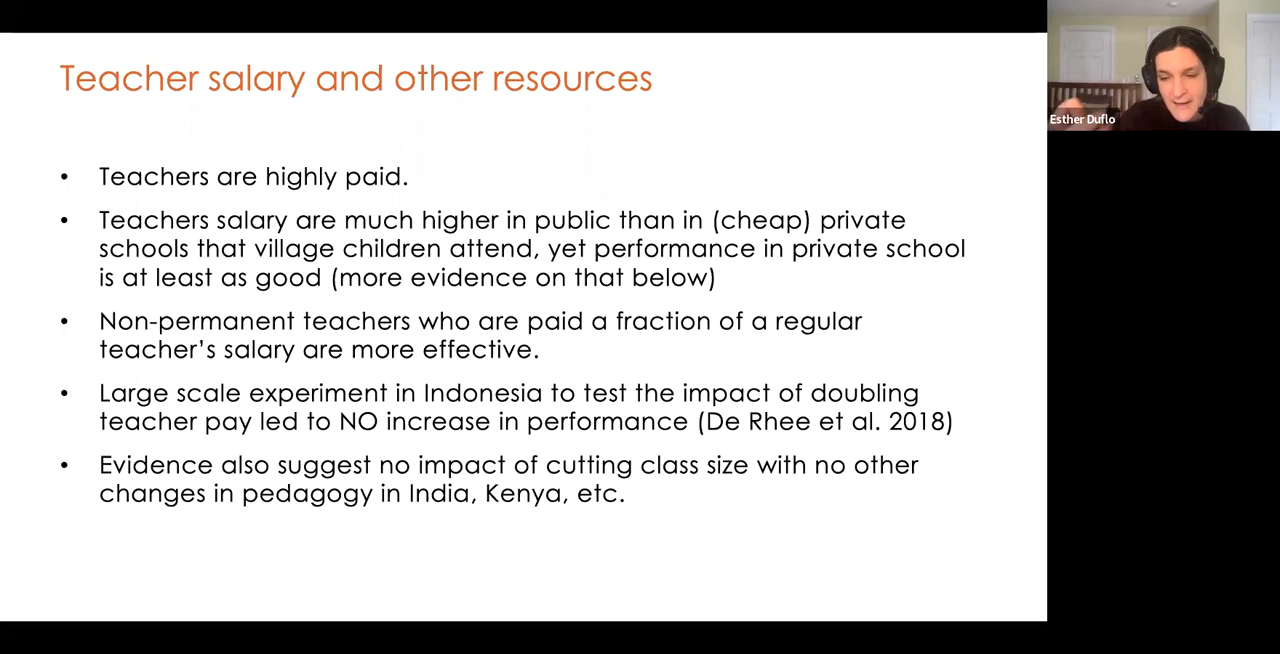 Teacher salary and other resources
Esther Duflo
• Teachers are highly paid.
• Teachers salary are much higher in public than in (cheap) private
schools that village children attend, yet performance in private school
is at least as good (more evidence on that below)
• Non-permanent teachers who are paid a fraction of a regular
teacher’s salary are more effective.
• Large scale experiment in Indonesia to test the impact of doubling
teacher pay led to NO increase in performance (De Rhee et al. 2018)
• Evidence also suggest no impact of cutting class size with no other
changes in pedagogy in India, Kenya, etc.